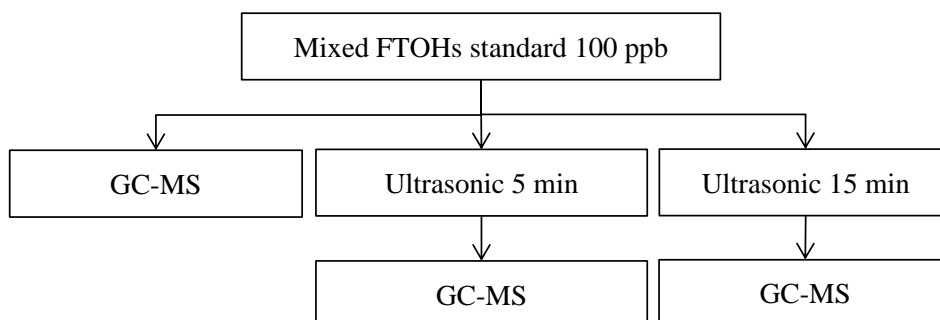 Mixed FTOHs standard 100 ppb
GC-MS
Ultrasonic 5 min
Ultrasonic 15 min
GC-MS
GC-MS